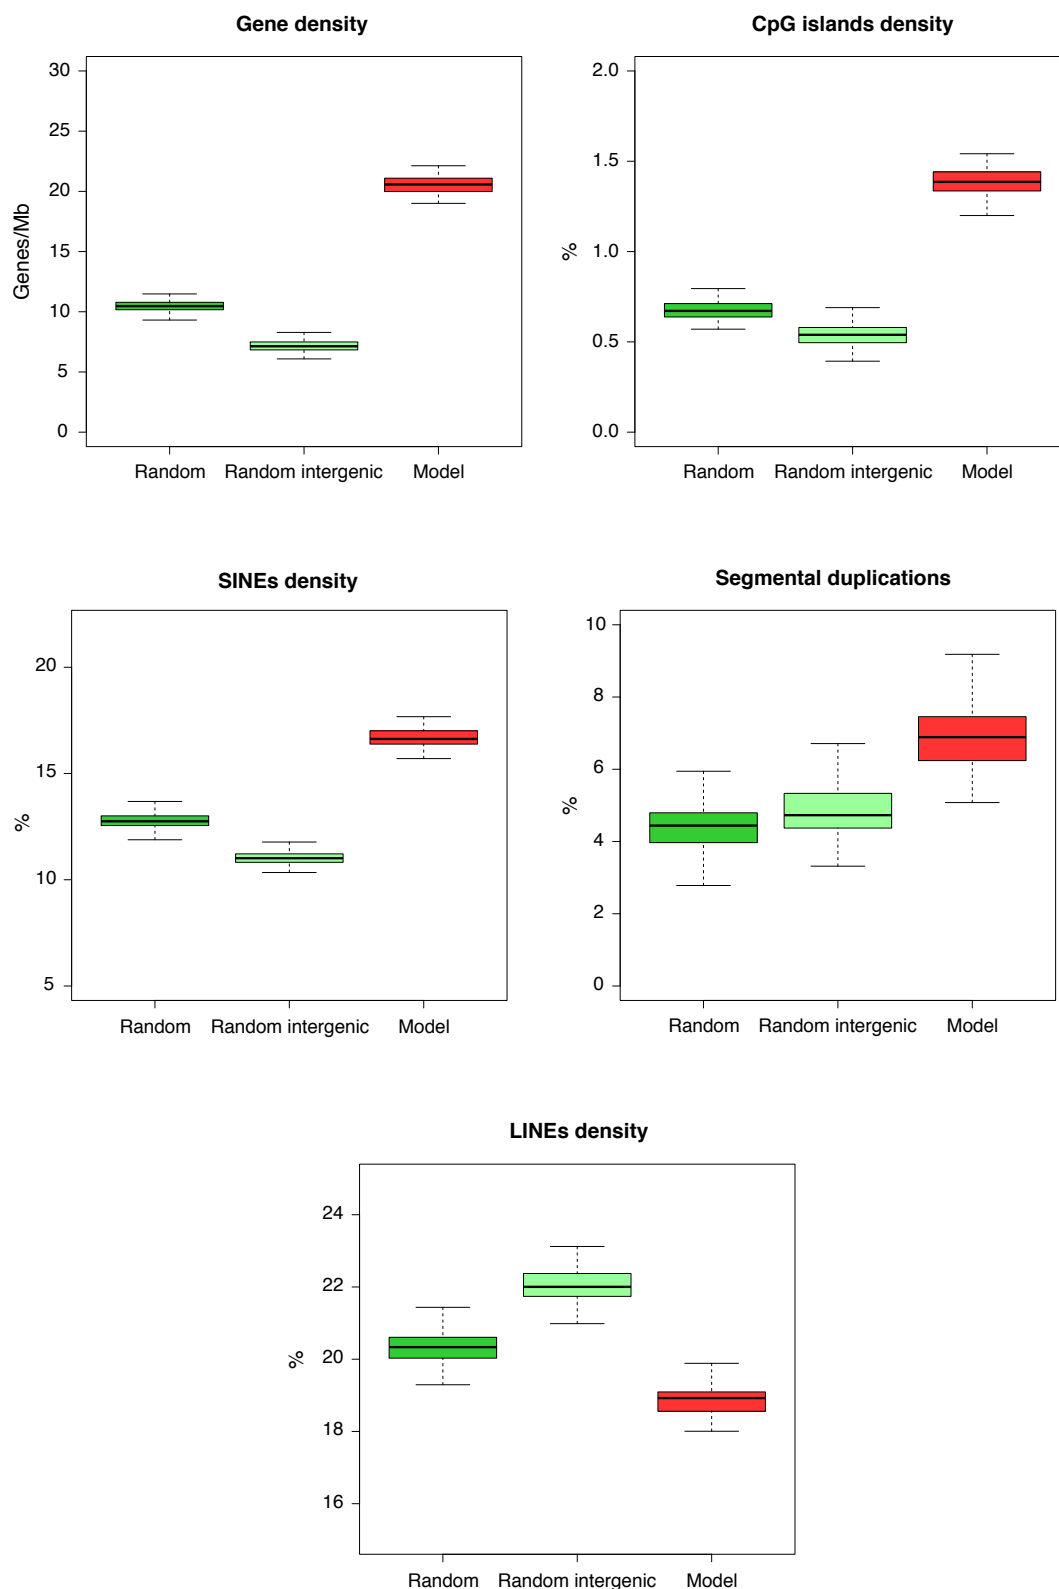 Gene density
30
25
20
15
10
5
0
Genes/Mb
Random Random intergenic Model
CpG islands density
2.0
1.5
1.0
0.5
0.0
%
Random Random intergenic Model
SINEs density
20
15
10
5
%
Random Random intergenic Model
Segmental duplications
10
8
6
4
2
0
%
Random Random intergenic Model
LINEs density
24
22
20
18
16
%
Random Random intergenic Model